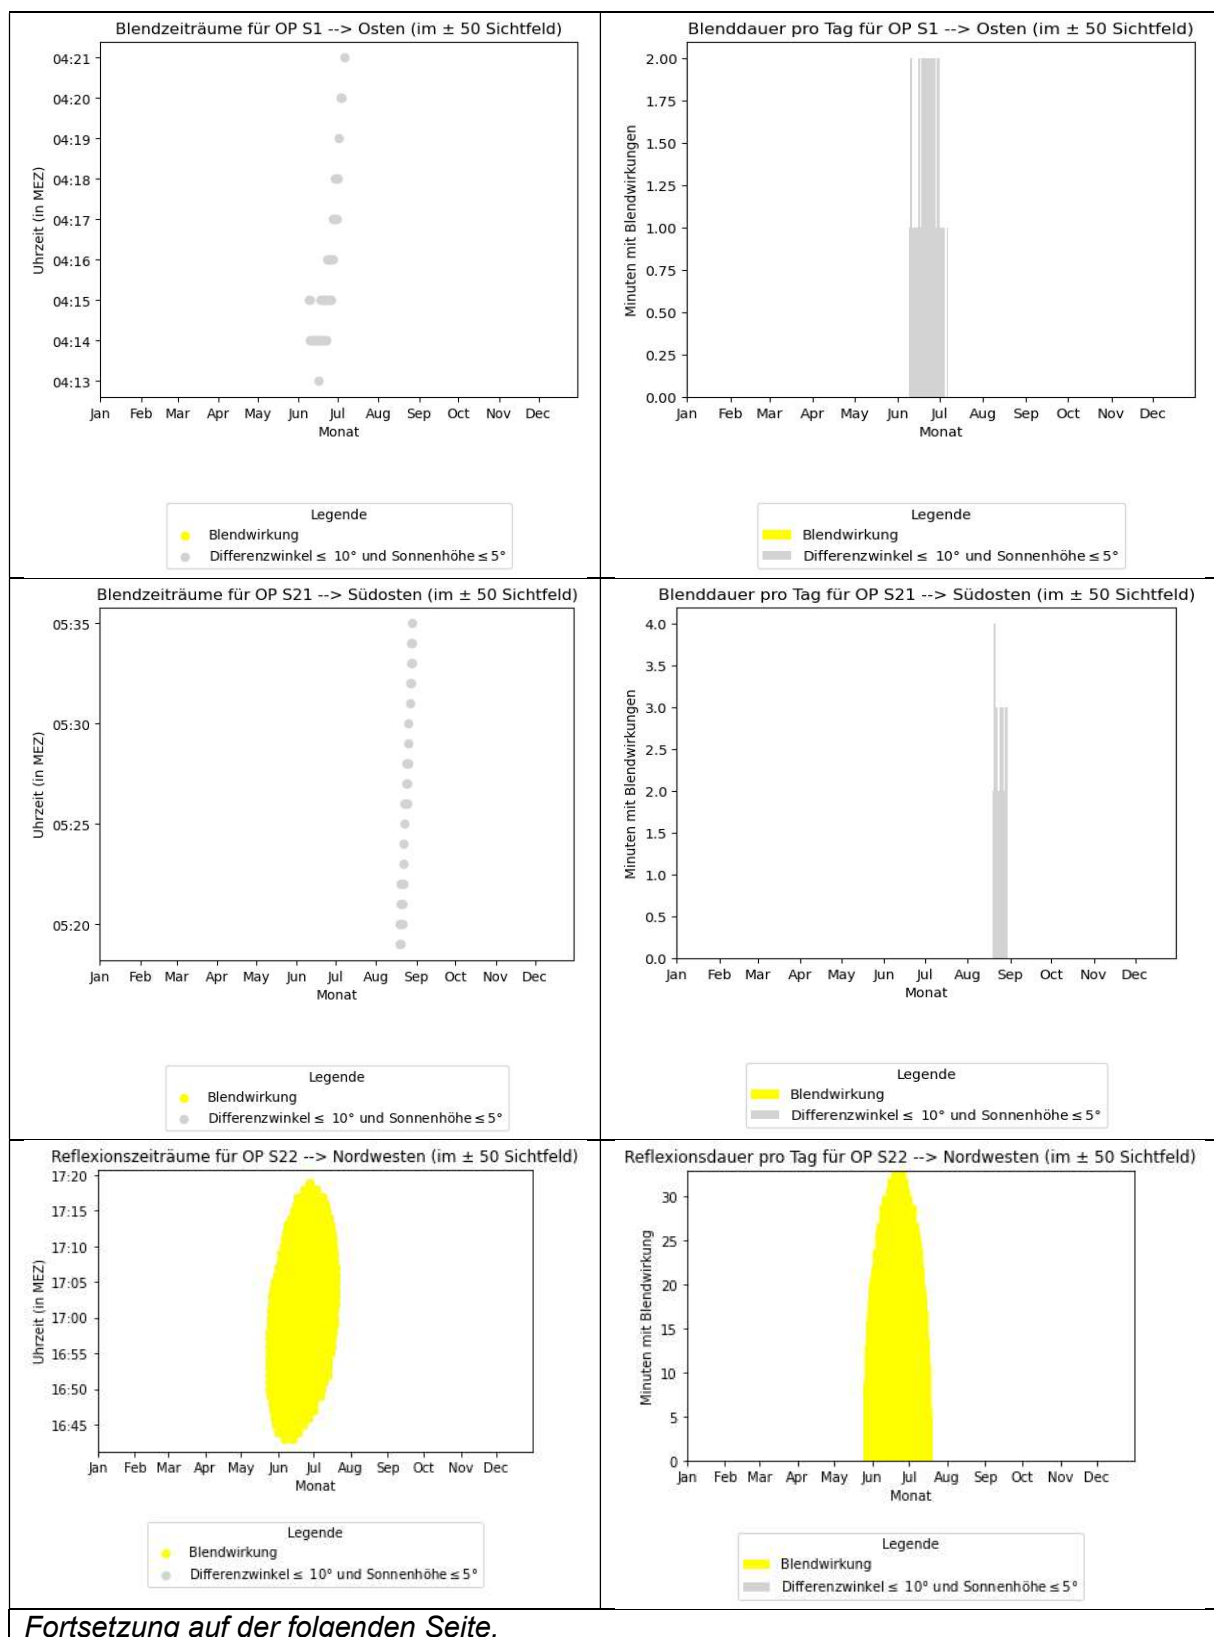 Blendzeiträume für OP S1 --> Osten (im ± 50 Sichtfeld)
04:21
04:20
04:19
04:18
04:17
04:16
04:15
04:14
04:13
Uhrzeit (in MEZ)
Jan Feb Mar Apr May Jun Jul Aug Sep Oct Nov Dec
Monat
Legende
Blendwirkung
Differenzwinkel ≤ 10° und Sonnenhöhe ≤ 5°
Blenddauer pro Tag für OP S1 --> Osten (im ± 50 Sichtfeld)
2.00
1.75
1.50
1.25
1.00
0.75
0.50
0.25
0.00
Minuten mit Blendwirkungen
Jan Feb Mar Apr May Jun Jul Aug Sep Oct Nov Dec
Monat
Legende
Blendwirkung
Differenzwinkel ≤ 10° und Sonnenhöhe ≤ 5°
Blendzeiträume für OP S21 --> Südosten (im ± 50 Sichtfeld)
05:35
05:30
05:25
05:20
Uhrzeit (in MEZ)
Jan Feb Mar Apr May Jun Jul Aug Sep Oct Nov Dec
Monat
Legende
Blendwirkung
Differenzwinkel ≤ 10° und Sonnenhöhe ≤ 5°
Blenddauer pro Tag für OP S21 --> Südosten (im ± 50 Sichtfeld)
4.0
3.5
3.0
2.5
2.0
1.5
1.0
0.5
0.0
Minuten mit Blendwirkungen
Jan Feb Mar Apr May Jun Jul Aug Sep Oct Nov Dec
Monat
Legende
Blendwirkung
Differenzwinkel ≤ 10° und Sonnenhöhe ≤ 5°
Reflexionszeiträume für OP S22 --> Nordwesten (im ± 50 Sichtfeld)
17:20
17:15
17:10
17:05
17:00
16:55
16:50
16:45
Uhrzeit (in MEZ)
Jan Feb Mar Apr May Jun Jul Aug Sep Oct Nov Dec
Monat
Legende
Blendwirkung
Differenzwinkel ≤ 10° und Sonnenhöhe ≤ 5°
Reflexionsdauer pro Tag für OP S22 --> Nordwesten (im ± 50 Sichtfeld)
30
25
20
15
10
5
0
Minuten mit Blendwirkung
Jan Feb Mar Apr May Jun Jul Aug Sep Oct Nov Dec
Monat
Legende
Blendwirkung
Differenzwinkel ≤ 10° und Sonnenhöhe ≤ 5°
Fortsetzung auf der folgenden Seite.